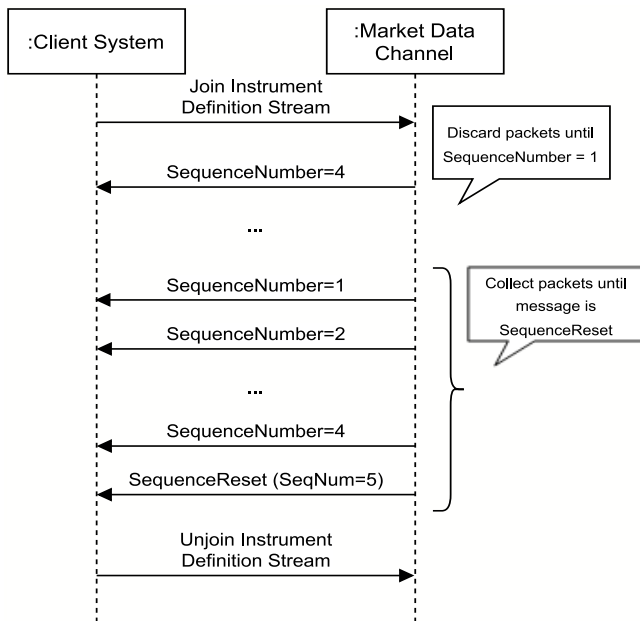 :Client System
:Market Data
Channel
Join Instrument
Definition Stream
Discard packets until
SequenceNumber = 1
SequenceNumber=4
...
SequenceNumber=1
Collect packets until
message is
SequenceReset
SequenceNumber=2
...
SequenceNumber=4
SequenceReset (SeqNum=5)
Unjoin Instrument
Definition Stream